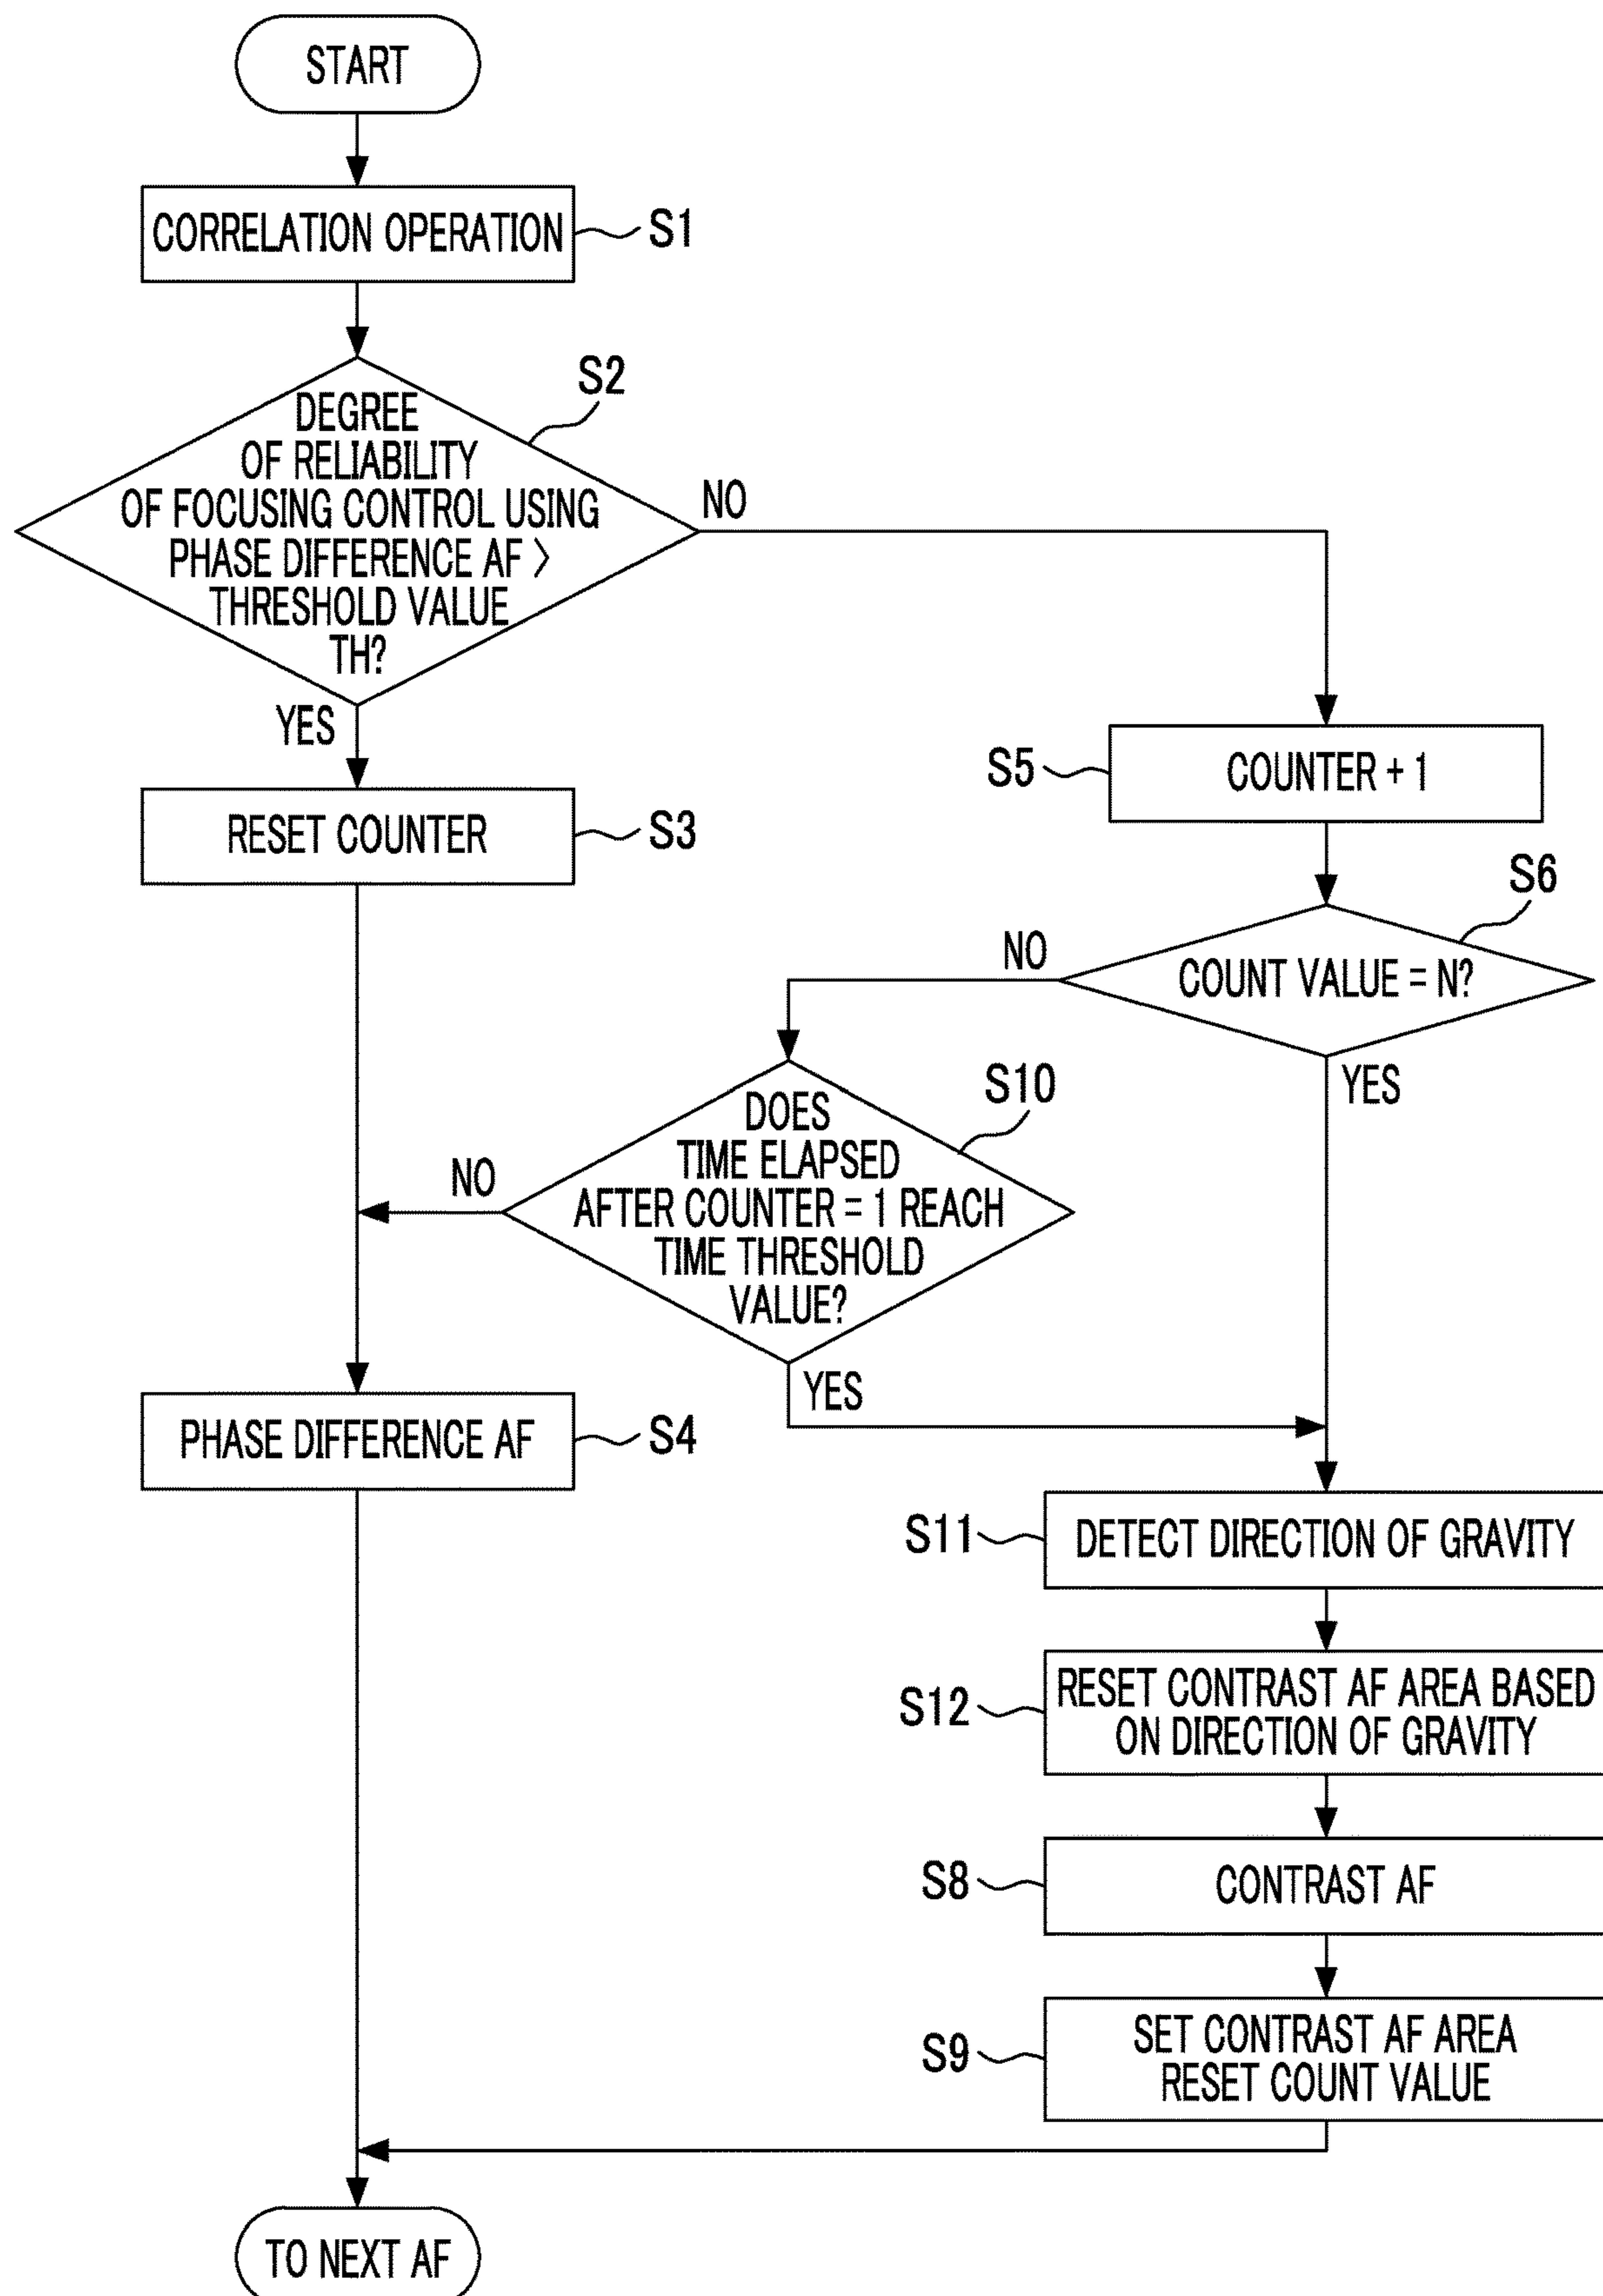 START
CORRELATION OPERATION
S1
S2
DEGREE
OF RELIABILITY
OF FOCUSING CONTROL USING
PHASE DIFFERENCE AF >
THRESHOLD VALUE
TH?
NO
YES
RESET COUNTER
S3
S5
COUNTER + 1
S6
COUNT VALUE = N?
NO
YES
S10
DOES
TIME ELAPSED
AFTER COUNTER = 1 REACH
TIME THRESHOLD
VALUE?
NO
YES
PHASE DIFFERENCE AF
S4
S11
DETECT DIRECTION OF GRAVITY
S12
RESET CONTRAST AF AREA BASED
ON DIRECTION OF GRAVITY
S8
CONTRAST AF
S9
SET CONTRAST AF AREA
RESET COUNT VALUE
TO NEXT AF